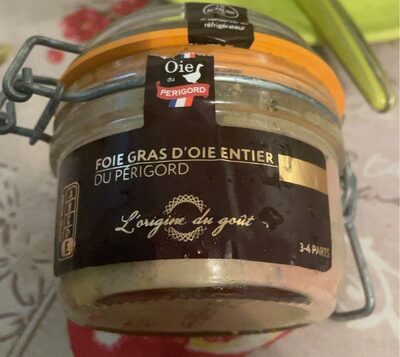 réfrigérateur
Oie
du
PERIGORD
FOIE GRAS D'OIE ENTIER
DU PÉRIGORD
L'origine du goût
3-4 PARTS
E